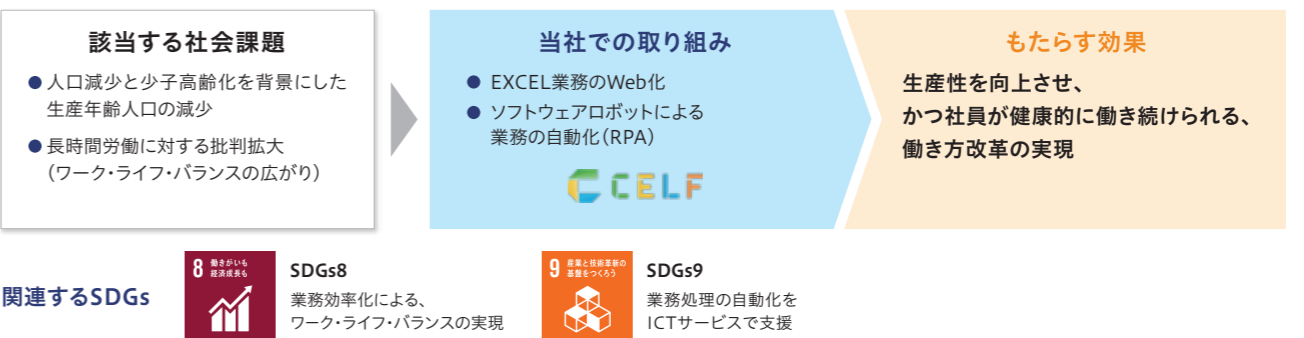 該当する社会課題
● 人口減少と少子高齢化を背景にした
生産年齢人口の減少
● 長時間労働に対する批判拡大
(ワーク・ライフ・バランスの広がり)
当社での取り組み
● EXCEL業務のWeb化
● ソフトウェアロボットによる
業務の自動化(RPA)
CELF
もたらす効果
生産性を向上させ、
かつ社員が健康的に働き続けられる、
働き方改革の実現
関連するSDGs
8 働きがいも
経済成長も
SDGs8
業務効率化による、
ワーク・ライフ・バランスの実現
9 産業と技術革新の
基盤をつくろう
SDGs9
業務処理の自動化を
ICTサービスで支援